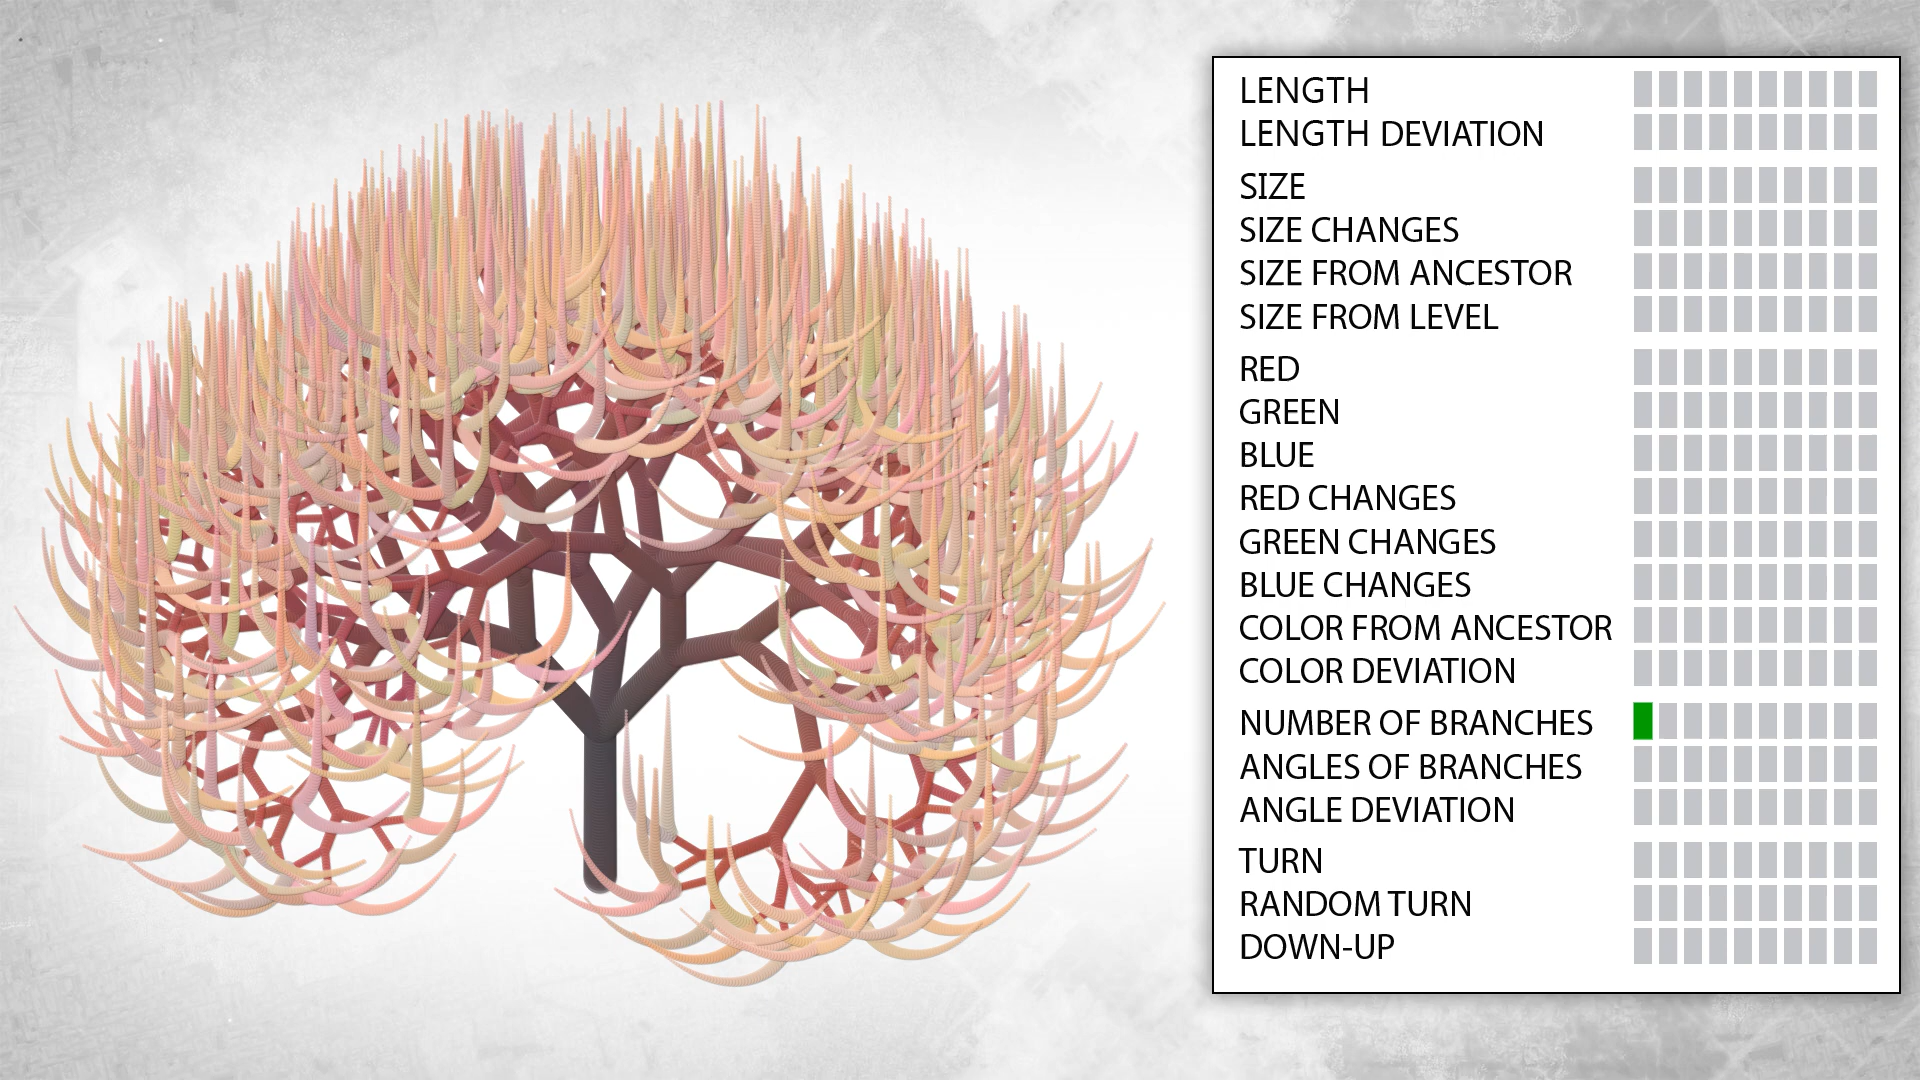 LENGTH
LENGTH DEVIATION
SIZE
SIZE CHANGES
SIZE FROM ANCESTOR
SIZE FROM LEVEL
RED
GREEN
BLUE
RED CHANGES
GREEN CHANGES
BLUE CHANGES
COLOR FROM ANCESTOR
COLOR DEVIATION
NUMBER OF BRANCHES
ANGLES OF BRANCHES
ANGLE DEVIATION
TURN
RANDOM TURN
DOWN-UP